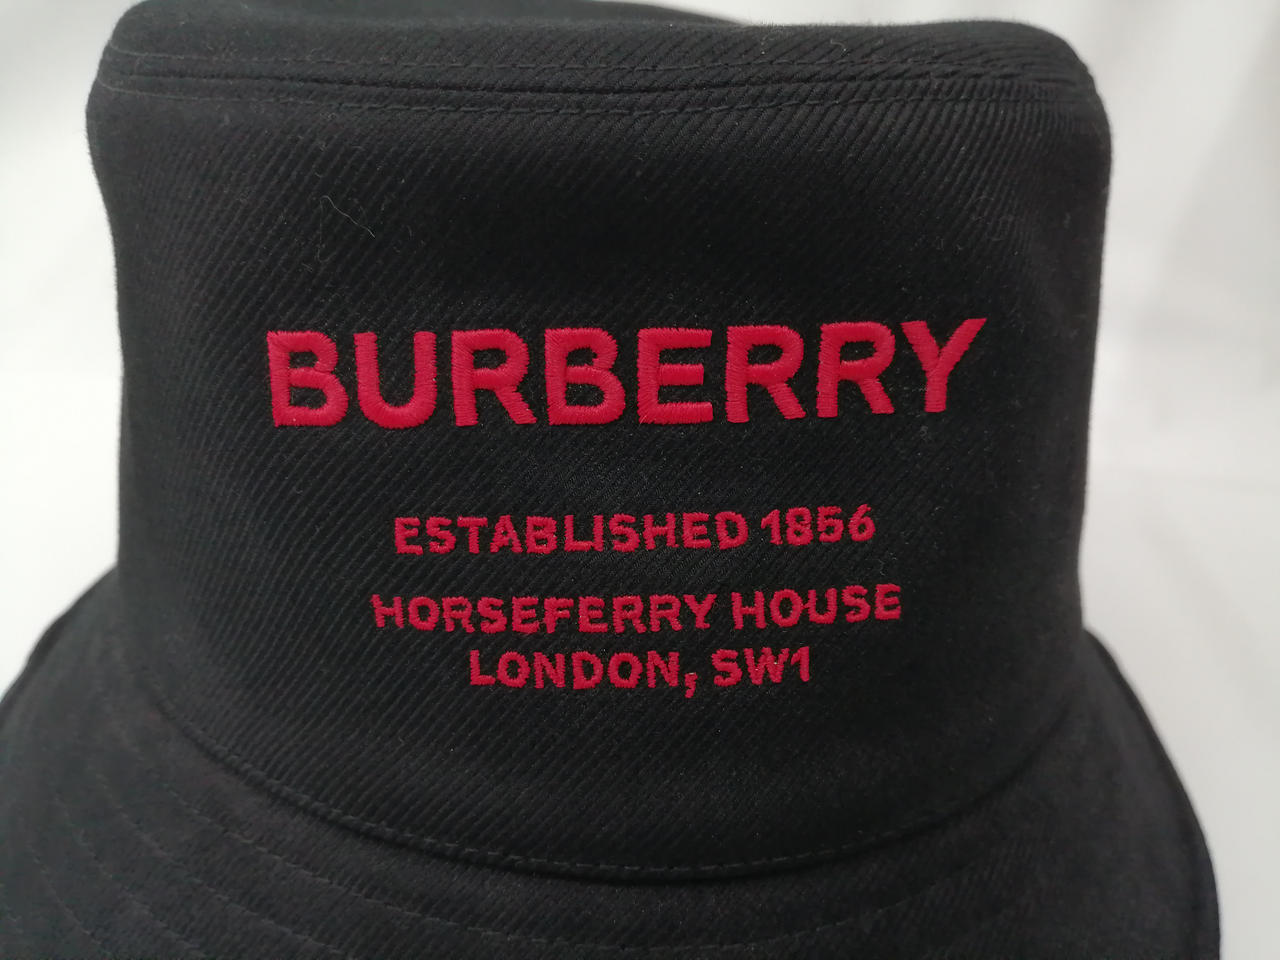 BURBERRY
ESTABLISHED 1856
HORSEFERRY HOUSE
LONDON, SW1